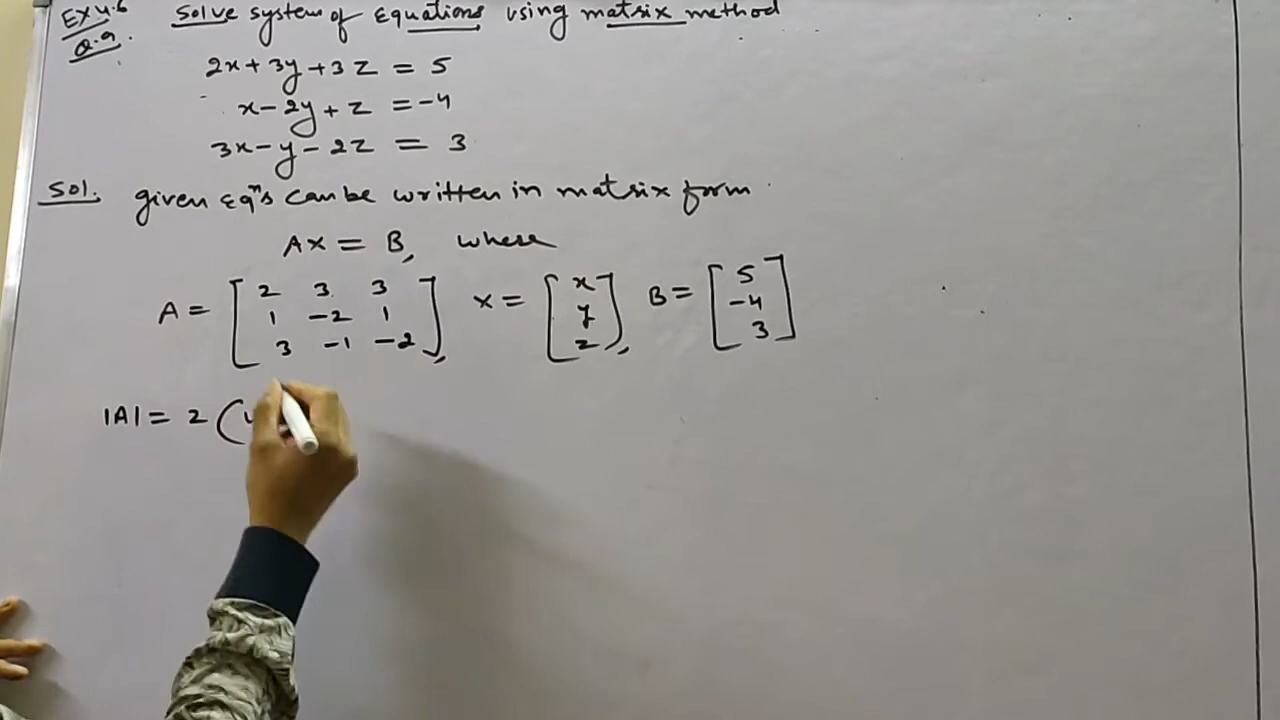 Ex 4.6 Solve system of Equations using matrix method
Q.9.
2x + 3y + 3z = 5
x - 2y + z = -4
3x - y - 2z = 3
Sol. given Eqⁿs can be written in matrix form
AX = B, where
A = [2 3 3
1 -2 1
3 -1 -2], X = [x
y
z], B = [5
-4
3]
|A| = 2 (4